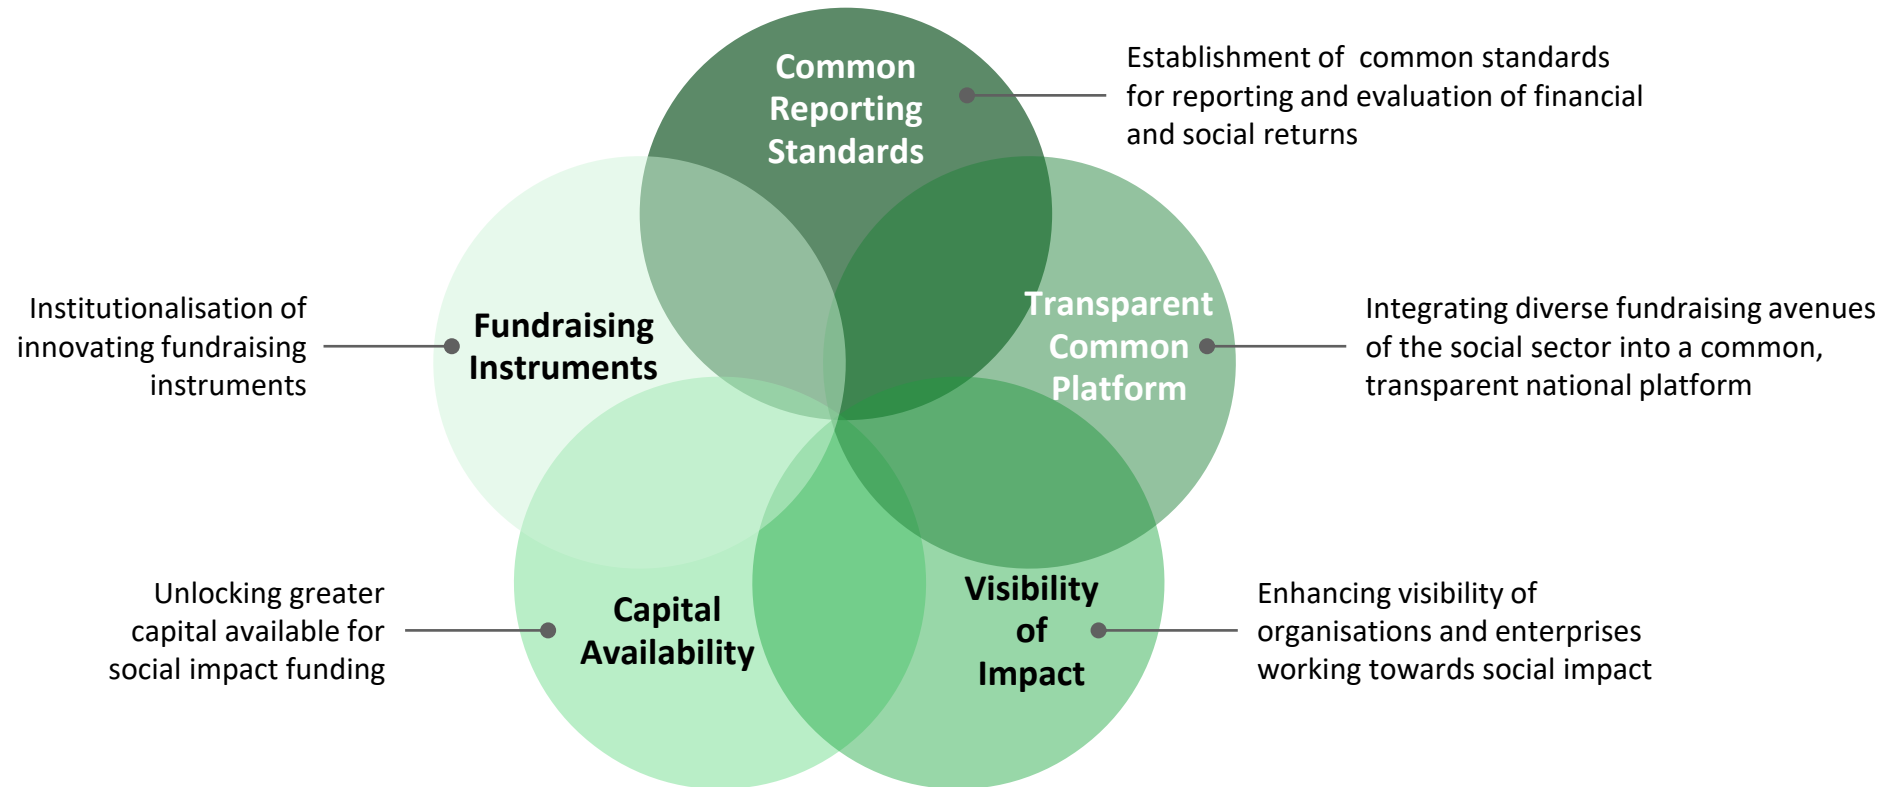 Common
Reporting
Standards
Establishment of  common standards
for reporting and evaluation of financial
and social returns
Transparent
Common
Platform
Integrating diverse fundraising avenues
of the social sector into a common,
transparent national platform
Visibility
of
Impact
Enhancing visibility of
organisations and enterprises
working towards social impact
Capital
Availability
Unlocking greater
capital available for
social impact funding
Fundraising
Instruments
Institutionalisation of
innovating fundraising
instruments